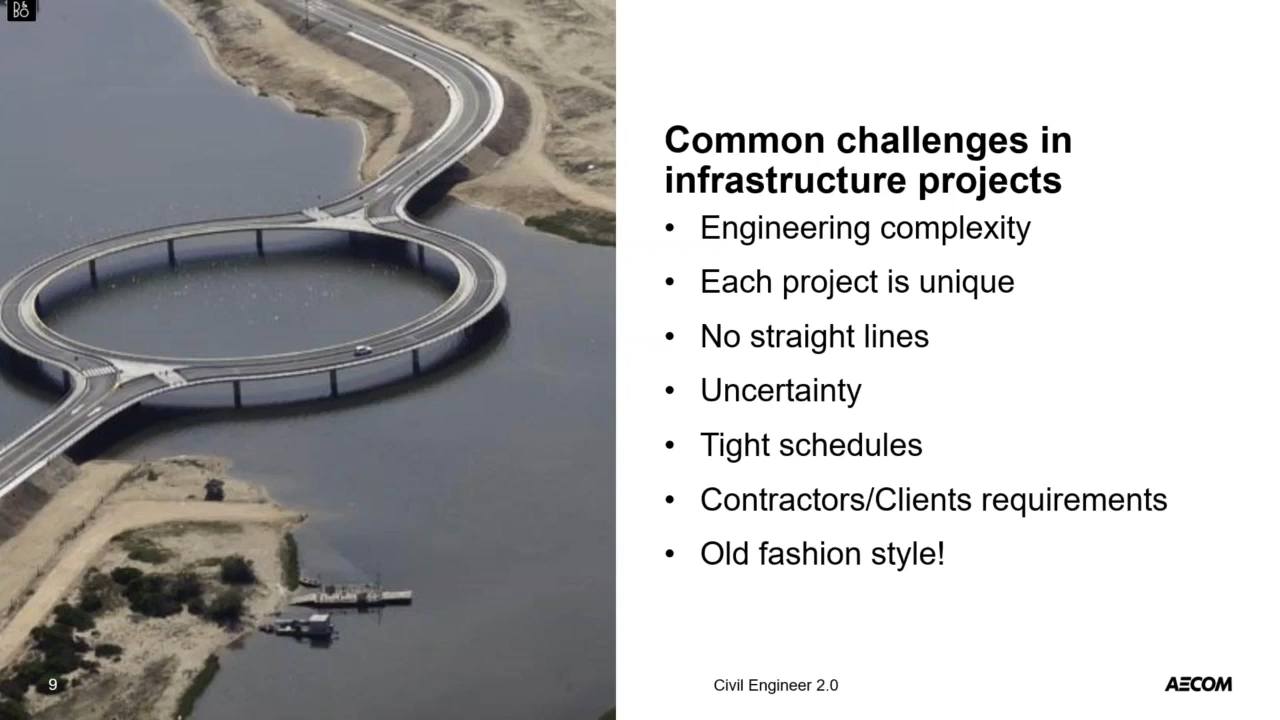 D&
BO
Common challenges in
infrastructure projects
• Engineering complexity
• Each project is unique
• No straight lines
• Uncertainty
• Tight schedules
• Contractors/Clients requirements
• Old fashion style!
9
Civil Engineer 2.0
AECOM